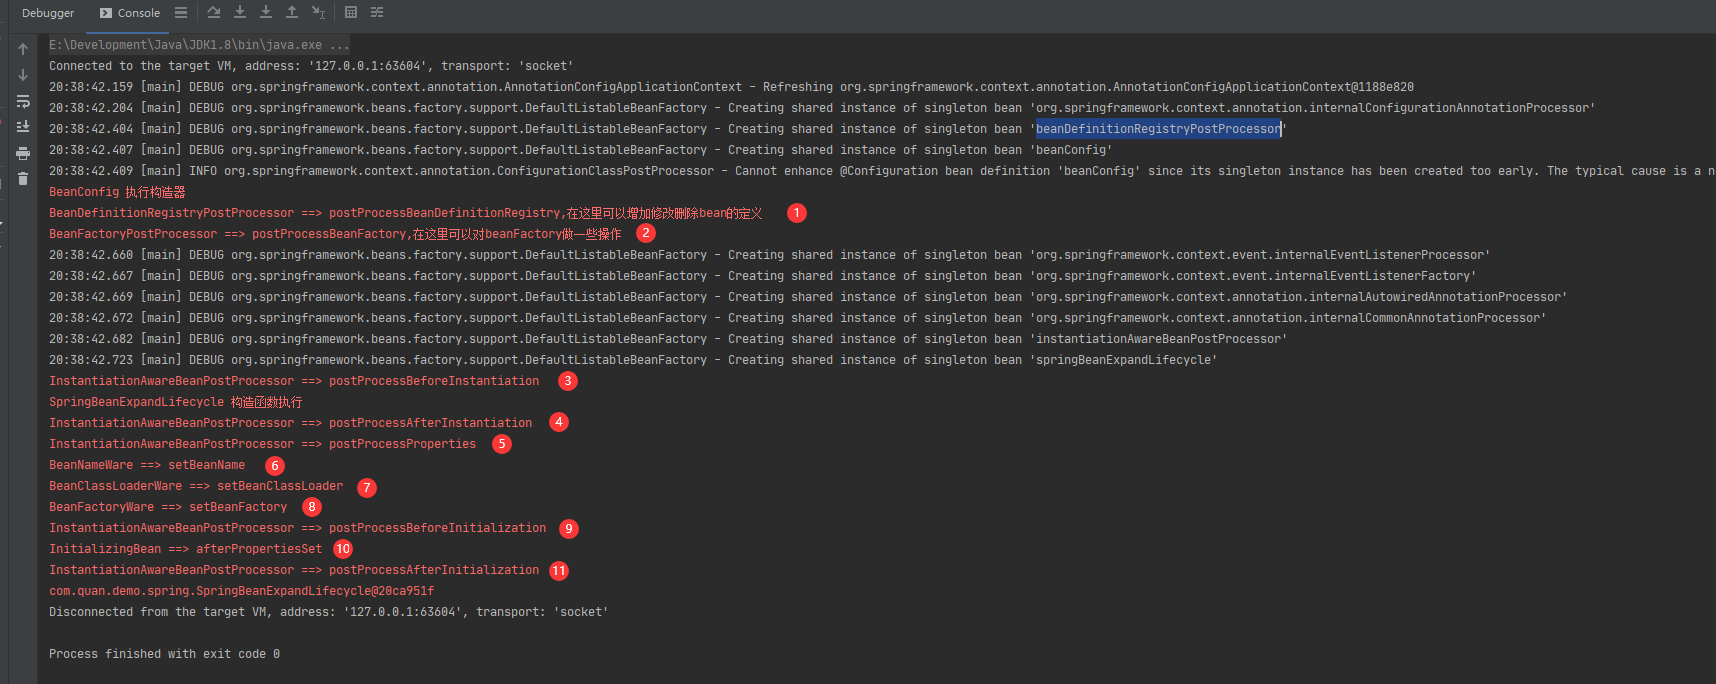 Debugger Console
E:\Development\Java\JDK1.8\bin\java.exe ...
Connected to the target VM, address: '127.0.0.1:63604', transport: 'socket'
20:38:42.159 [main] DEBUG org.springframework.context.annotation.AnnotationConfigApplicationContext - Refreshing org.springframework.context.annotation.AnnotationConfigApplicationContext@1188e820
20:38:42.204 [main] DEBUG org.springframework.beans.factory.support.DefaultListableBeanFactory - Creating shared instance of singleton bean 'org.springframework.context.annotation.internalConfigurationAnnotationProcessor'
20:38:42.404 [main] DEBUG org.springframework.beans.factory.support.DefaultListableBeanFactory - Creating shared instance of singleton bean 'beanDefinitionRegistryPostProcessor'
20:38:42.407 [main] DEBUG org.springframework.beans.factory.support.DefaultListableBeanFactory - Creating shared instance of singleton bean 'beanConfig'
20:38:42.409 [main] INFO org.springframework.context.annotation.ConfigurationClassPostProcessor - Cannot enhance @Configuration bean definition 'beanConfig' since its singleton instance has been created too early. The typical cause is a n
BeanConfig 执行构造器
BeanDefinitionRegistryPostProcessor ==> postProcessBeanDefinitionRegistry,在这里可以增加修改删除bean的定义 1
BeanFactoryPostProcessor ==> postProcessBeanFactory,在这里可以对beanFactory做一些操作 2
20:38:42.660 [main] DEBUG org.springframework.beans.factory.support.DefaultListableBeanFactory - Creating shared instance of singleton bean 'org.springframework.context.event.internalEventListenerProcessor'
20:38:42.667 [main] DEBUG org.springframework.beans.factory.support.DefaultListableBeanFactory - Creating shared instance of singleton bean 'org.springframework.context.event.internalEventListenerFactory'
20:38:42.669 [main] DEBUG org.springframework.beans.factory.support.DefaultListableBeanFactory - Creating shared instance of singleton bean 'org.springframework.context.annotation.internalAutowiredAnnotationProcessor'
20:38:42.672 [main] DEBUG org.springframework.beans.factory.support.DefaultListableBeanFactory - Creating shared instance of singleton bean 'org.springframework.context.annotation.internalCommonAnnotationProcessor'
20:38:42.682 [main] DEBUG org.springframework.beans.factory.support.DefaultListableBeanFactory - Creating shared instance of singleton bean 'instantiationAwareBeanPostProcessor'
20:38:42.723 [main] DEBUG org.springframework.beans.factory.support.DefaultListableBeanFactory - Creating shared instance of singleton bean 'springBeanExpandLifecycle'
InstantiationAwareBeanPostProcessor ==> postProcessBeforeInstantiation 3
SpringBeanExpandLifecycle 构造函数执行
InstantiationAwareBeanPostProcessor ==> postProcessAfterInstantiation 4
InstantiationAwareBeanPostProcessor ==> postProcessProperties 5
BeanNameWare ==> setBeanName 6
BeanClassLoaderWare ==> setBeanClassLoader 7
BeanFactoryWare ==> setBeanFactory 8
InstantiationAwareBeanPostProcessor ==> postProcessBeforeInitialization 9
InitializingBean ==> afterPropertiesSet 10
InstantiationAwareBeanPostProcessor ==> postProcessAfterInitialization 11
com.quan.demo.spring.SpringBeanExpandLifecycle@20ca951f
Disconnected from the target VM, address: '127.0.0.1:63604', transport: 'socket'
Process finished with exit code 0